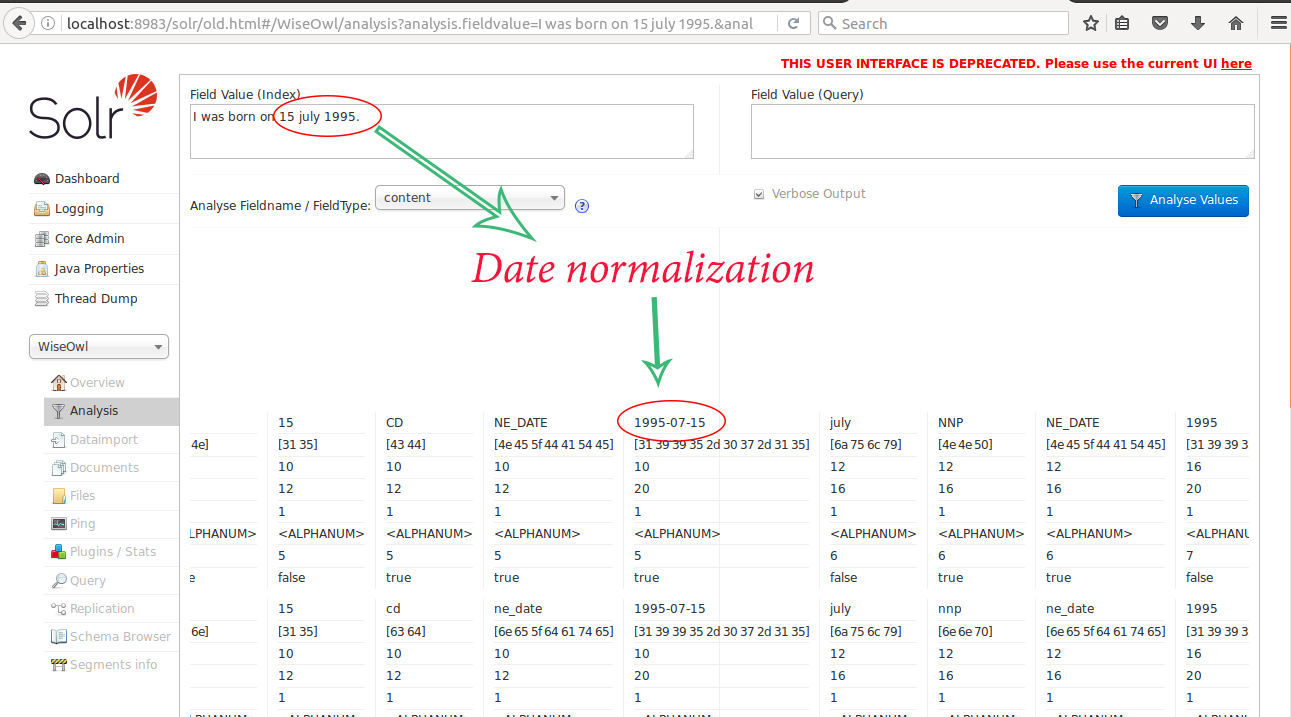 localhost:8983/solr/old.html#/WiseOwl/analysis?analysis.fieldvalue=I was born on 15 july 1995.&anal
Search
THIS USER INTERFACE IS DEPRECATED. Please use the current UI here
Solr
Field Value (Index)
Field Value (Query)
I was born on 15 july 1995.
Dashboard
Logging
Core Admin
Java Properties
Thread Dump
Analyse Fieldname / FieldType:
content
?
Verbose Output
Analyse Values
Date normalization
WiseOwl
Overview
Analysis
Dataimport
Documents
Files
Ping
Plugins / Stats
Query
Replication
Schema Browser
Segments info
15 CD NE_DATE 1995-07-15 july NNP NE_DATE 1995
4e] [31 35] [43 44] [4e 45 5f 44 41 54 45] [31 39 39 35 2d 30 37 2d 31 35] [6a 75 6c 79] [4e 4e 50] [4e 45 5f 44 41 54 45] [31 39 39 3
10 10 10 10 12 12 12 16
12 12 12 20 16 16 16 20
1 1 1 1 1 1 1 1
LPHANUM> <ALPHANUM> <ALPHANUM> <ALPHANUM> <ALPHANUM> <ALPHANUM> <ALPHANUM> <ALPHANUM> <ALPHANU
5 5 5 5 6 6 6 7
e false true true true false true true false
15 cd ne_date 1995-07-15 july nnp ne_date 1995
6e] [31 35] [63 64] [6e 65 5f 64 61 74 65] [31 39 39 35 2d 30 37 2d 31 35] [6a 75 6c 79] [6e 6e 70] [6e 65 5f 64 61 74 65] [31 39 39 3
10 10 10 10 12 12 12 16
12 12 12 20 16 16 16 20
1 1 1 1 1 1 1 1